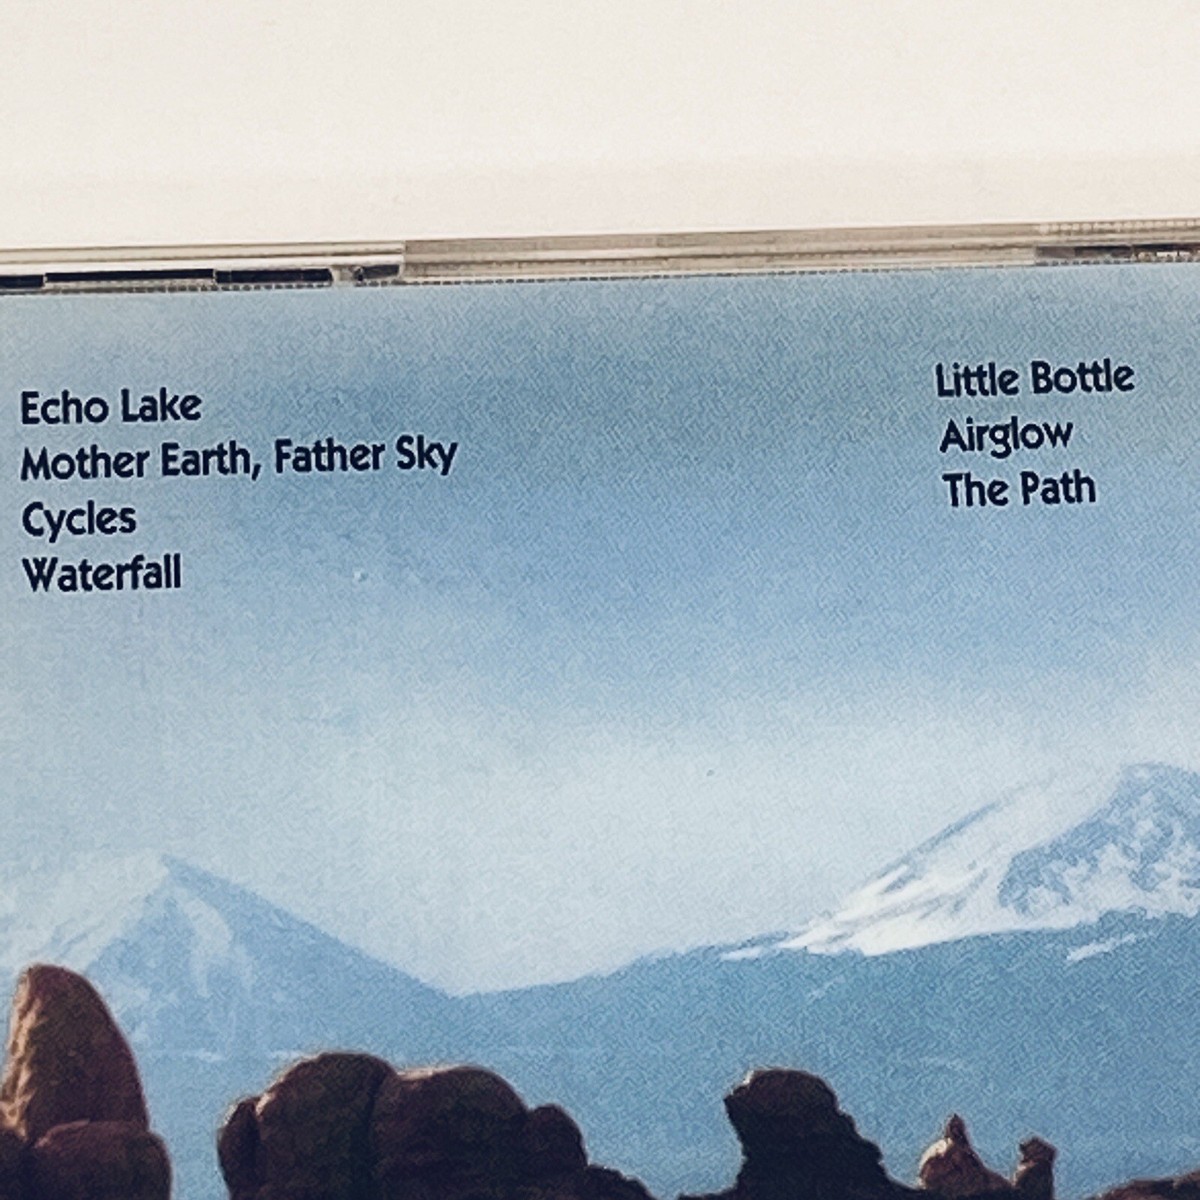 Echo Lake
Mother Earth, Father Sky
Cycles
Waterfall
Little Bottle
Airglow
The Path